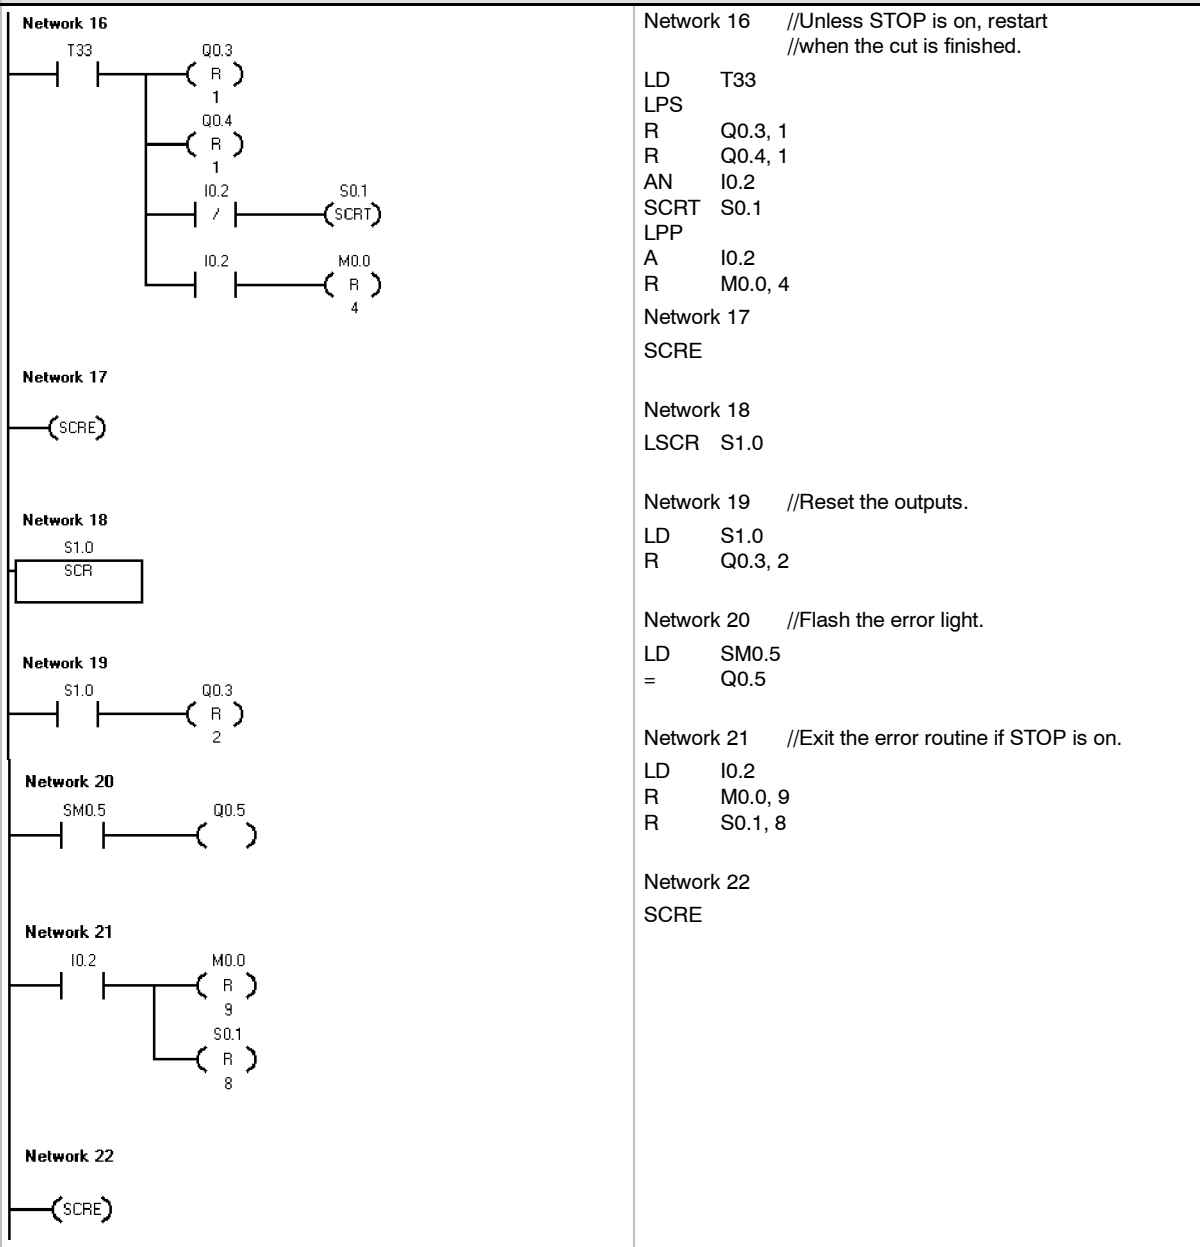 Network 16
T33
Q0.3
R
1
Q0.4
R
1
I0.2
/
S0.1
SCRT
I0.2
M0.0
R
4
Network 17
SCRE
Network 18
S1.0
SCR
Network 19
S1.0
Q0.3
R
2
Network 20
SM0.5
Q0.5
Network 21
I0.2
M0.0
R
9
S0.1
R
8
Network 22
SCRE
Network 16 //Unless STOP is on, restart
//when the cut is finished.
LD T33
LPS
R Q0.3, 1
R Q0.4, 1
AN I0.2
SCRT S0.1
LPP
A I0.2
R M0.0, 4
Network 17
SCRE
Network 18
LSCR S1.0
Network 19 //Reset the outputs.
LD S1.0
R Q0.3, 2
Network 20 //Flash the error light.
LD SM0.5
= Q0.5
Network 21 //Exit the error routine if STOP is on.
LD I0.2
R M0.0, 9
R S0.1, 8
Network 22
SCRE